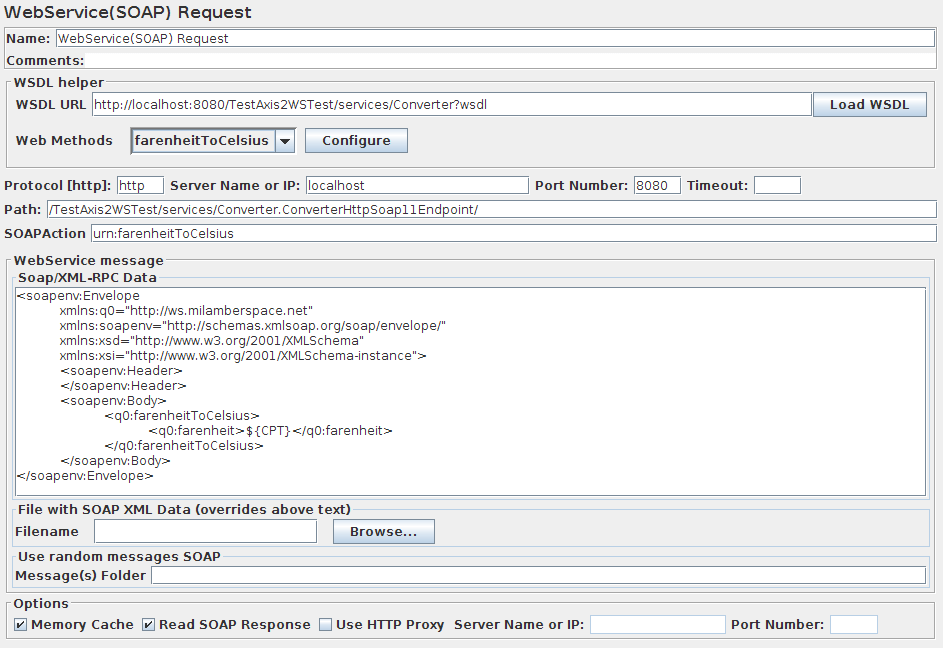 WebService(SOAP) Request
Name: WebService(SOAP) Request
Comments:
WSDL helper
WSDL URL http://localhost:8080/TestAxis2WSTest/services/Converter?wsdl Load WSDL
Web Methods farenheitToCelsius Configure
Protocol [http]: http Server Name or IP: localhost Port Number: 8080 Timeout:
Path: /TestAxis2WSTest/services/Converter.ConverterHttpSoap11Endpoint/
SOAPAction urn:farenheitToCelsius
WebService message
Soap/XML-RPC Data
<soapenv:Envelope
xmlns:q0="http://ws.milamberspace.net"
xmlns:soapenv="http://schemas.xmlsoap.org/soap/envelope/"
xmlns:xsd="http://www.w3.org/2001/XMLSchema"
xmlns:xsi="http://www.w3.org/2001/XMLSchema-instance">
<soapenv:Header>
</soapenv:Header>
<soapenv:Body>
<q0:farenheitToCelsius>
<q0:farenheit>${CPT}</q0:farenheit>
</q0:farenheitToCelsius>
</soapenv:Body>
</soapenv:Envelope>
File with SOAP XML Data (overrides above text)
Filename Browse...
Use random messages SOAP
Message(s) Folder
Options
Memory Cache Read SOAP Response Use HTTP Proxy Server Name or IP: Port Number: